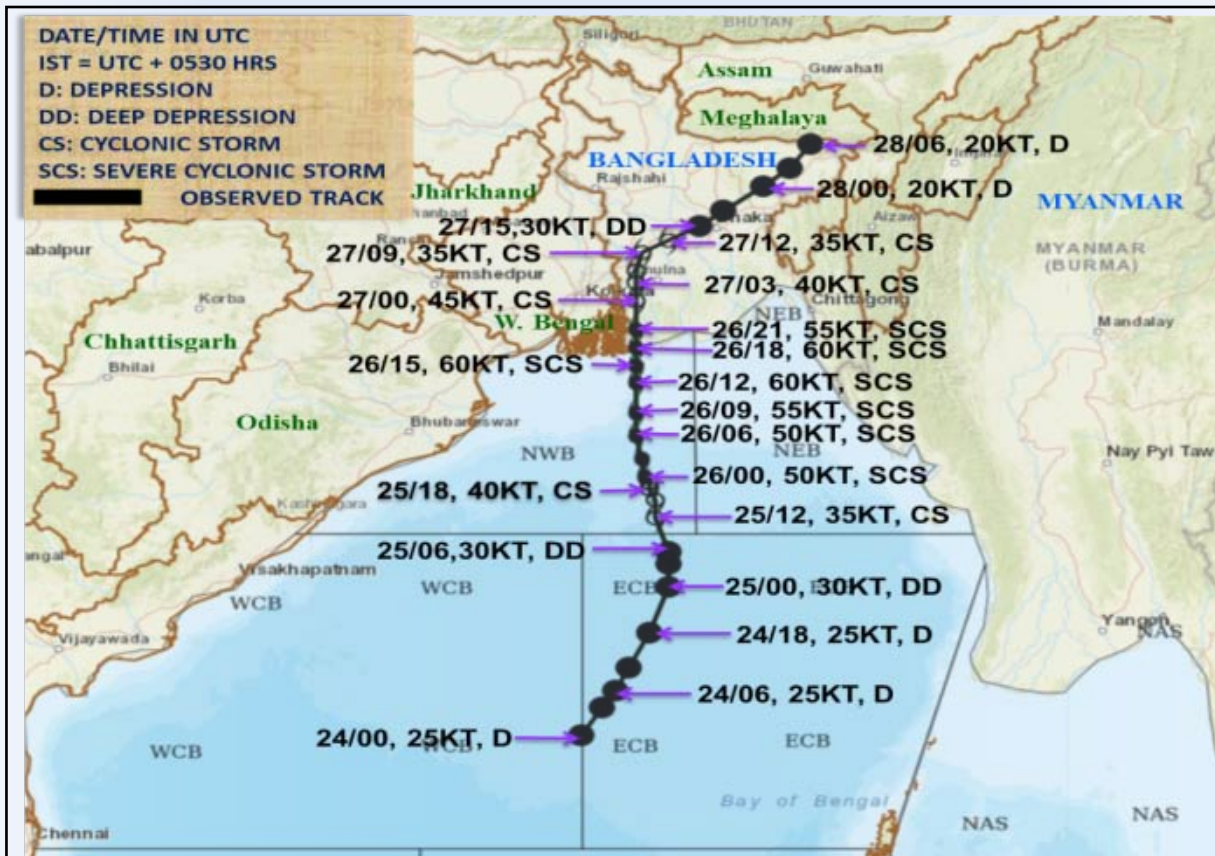 DATE/TIME IN UTC
IST = UTC + 0530 HRS
D: DEPRESSION
DD: DEEP DEPRESSION
CS: CYCLONIC STORM
SCS: SEVERE CYCLONIC STORM
OBSERVED TRACK
BHUTAN
Siliguri
Assam
Guwahati
Meghalaya
28/06, 20KT, D
BANGLADESH
Rajshahi
28/00, 20KT, D
Jharkhand
MYANMAR
27/15,30KT, DD
27/12, 35KT, CS
MYANMAR
(BURMA)
27/09, 35KT, CS
Jamshedpur
27/03, 40KT, CS
Korba
27/00, 45KT, CS
Chittagong
NEB
W. Bengal
Mandalay
26/21, 55KT, SCS
Chhattisgarh
26/18, 60KT, SCS
Bhilai
26/15, 60KT, SCS
26/12, 60KT, SCS
26/09, 55KT, SCS
Odisha
Bhubaneswar
26/06, 50KT, SCS
NWB
NEB
Nay Pyi Taw
26/00, 50KT, SCS
25/18, 40KT, CS
25/12, 35KT, CS
25/06,30KT, DD
Visakhapatnam
WCB
WCB
ECB
25/00, 30KT, DD
Yangon
NAS
Vijayawada
24/18, 25KT, D
24/06, 25KT, D
24/00, 25KT, D
WCB
ECB
ECB
Bay of Bengal
NAS
NAS
Chennai